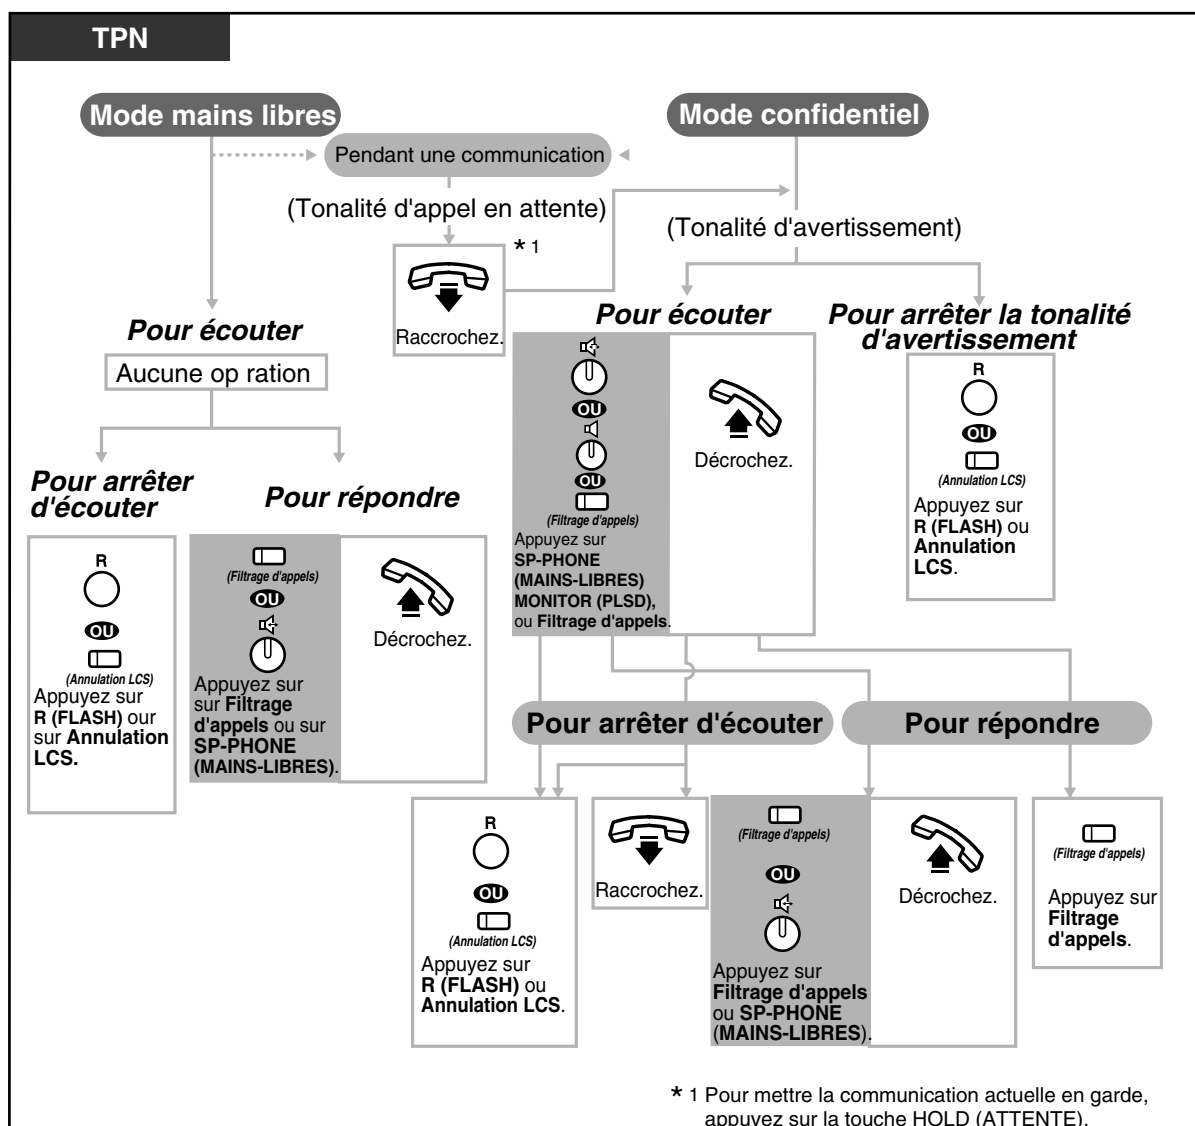 TPN
Mode mains libres
Mode confidentiel
Pendant une communication
(Tonalité d'appel en attente)
(Tonalité d'avertissement)
* 1
Raccrochez.
Pour écouter
Aucune op ration
Pour arrêter
d'écouter
R
OU
(Annulation LCS)
Appuyez sur
R (FLASH) our
sur Annulation
LCS.
Pour répondre
(Filtrage d'appels)
OU
Appuyez sur
sur Filtrage
d'appels ou sur
SP-PHONE
(MAINS-LIBRES).
Décrochez.
Pour écouter
OU
OU
(Filtrage d'appels)
Appuyez sur
SP-PHONE
(MAINS-LIBRES)
MONITOR (PLSD),
ou Filtrage d'appels.
Décrochez.
Pour arrêter la tonalité
d'avertissement
R
OU
(Annulation LCS)
Appuyez sur
R (FLASH) ou
Annulation
LCS.
Pour arrêter d'écouter
R
OU
(Annulation LCS)
Appuyez sur
R (FLASH) ou
Annulation LCS.
Raccrochez.
Pour répondre
(Filtrage d'appels)
OU
Appuyez sur
Filtrage d'appels
ou SP-PHONE
(MAINS-LIBRES).
Décrochez.
(Filtrage d'appels)
Appuyez sur
Filtrage
d'appels.
* 1 Pour mettre la communication actuelle en garde,
appuyez sur la touche HOLD (ATTENTE).